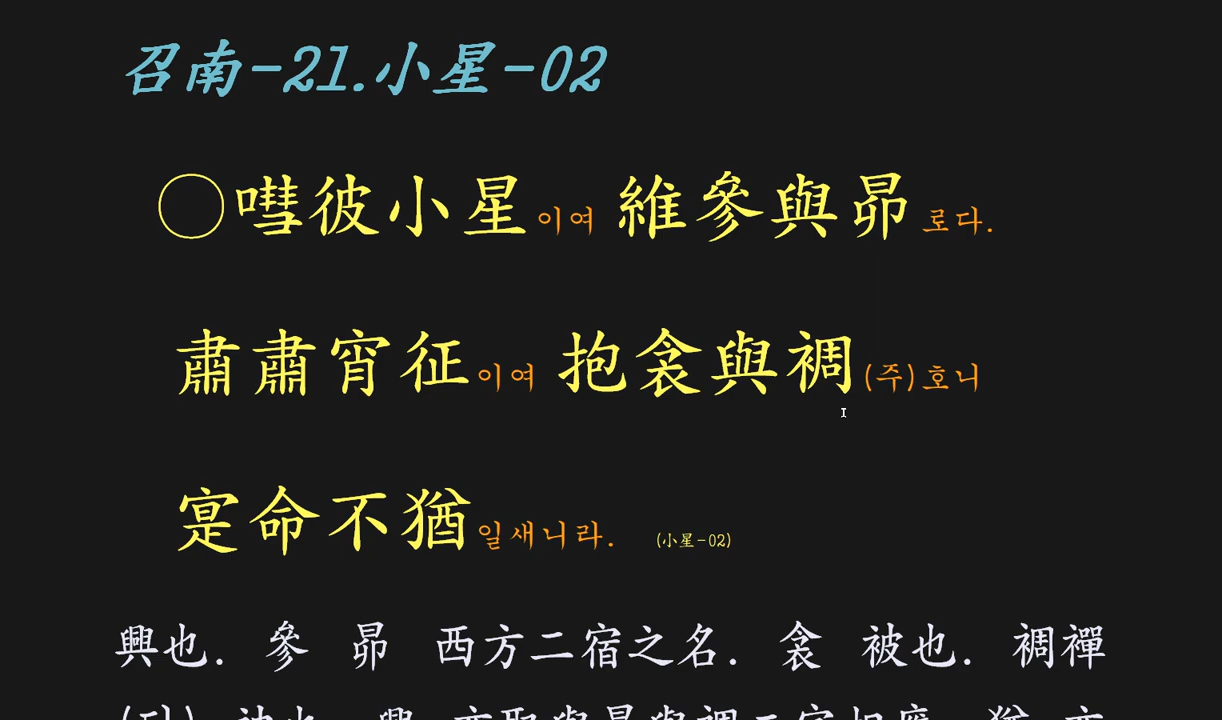 召南-21.小星-02
○嘒彼小星이여 維參與昴로다.
肅肅宵征이여 抱衾與裯(주)호니
寔命不猶일새니라. (小星-02)
興也. 參 昴 西方二宿之名. 衾 被也. 裯襌